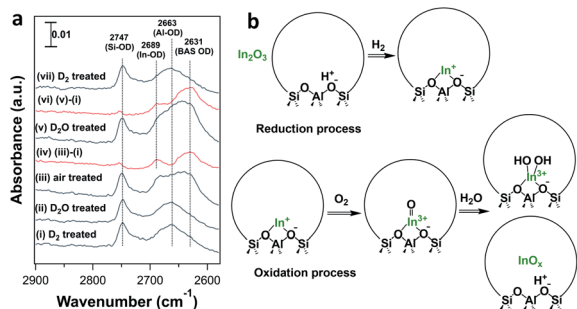 a
0.01
2747
(Si-OD)
2689
(In-OD)
2663
(Al-OD)
2631
(BAS OD)
(vii) D2 treated
(vi) (v)-(i)
(v) D2O treated
(iv) (iii)-(i)
(iii) air treated
(ii) D2O treated
(i) D2 treated
Absorbance (a.u.)
2900 2800 2700 2600
Wavenumber (cm-1)
b
In2O3
H+
O O-
Si Al Si
H2
In+
O O-
Si Al Si
Reduction process
In+
O O-
Si Al Si
O2
O
In3+
O O-
Si Al Si
H2O
HO OH
In3+
O O-
Si Al Si
Oxidation process
InOx
H+
O O-
Si Al Si